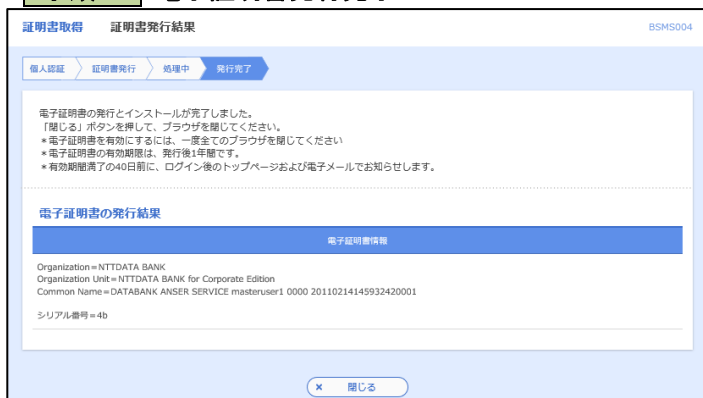 証明書取得 証明書発行結果 BSMS004
個人認証 証明書発行 処理中 発行完了
電子証明書の発行とインストールが完了しました。
「閉じる」ボタンを押して、ブラウザを閉じてください。
*電子証明書を有効にするには、一度全てのブラウザを閉じてください
*電子証明書の有効期限は、発行後1年間です。
*有効期間満了の40日前に、ログイン後のトップページおよび電子メールでお知らせします。
電子証明書の発行結果
電子証明書情報
Organization=NTTDATA BANK
Organization Unit=NTTDATA BANK for Corporate Edition
Common Name=DATABANK ANSER SERVICE masteruser1 0000 20110214145932420001
シリアル番号=4b
× 閉じる